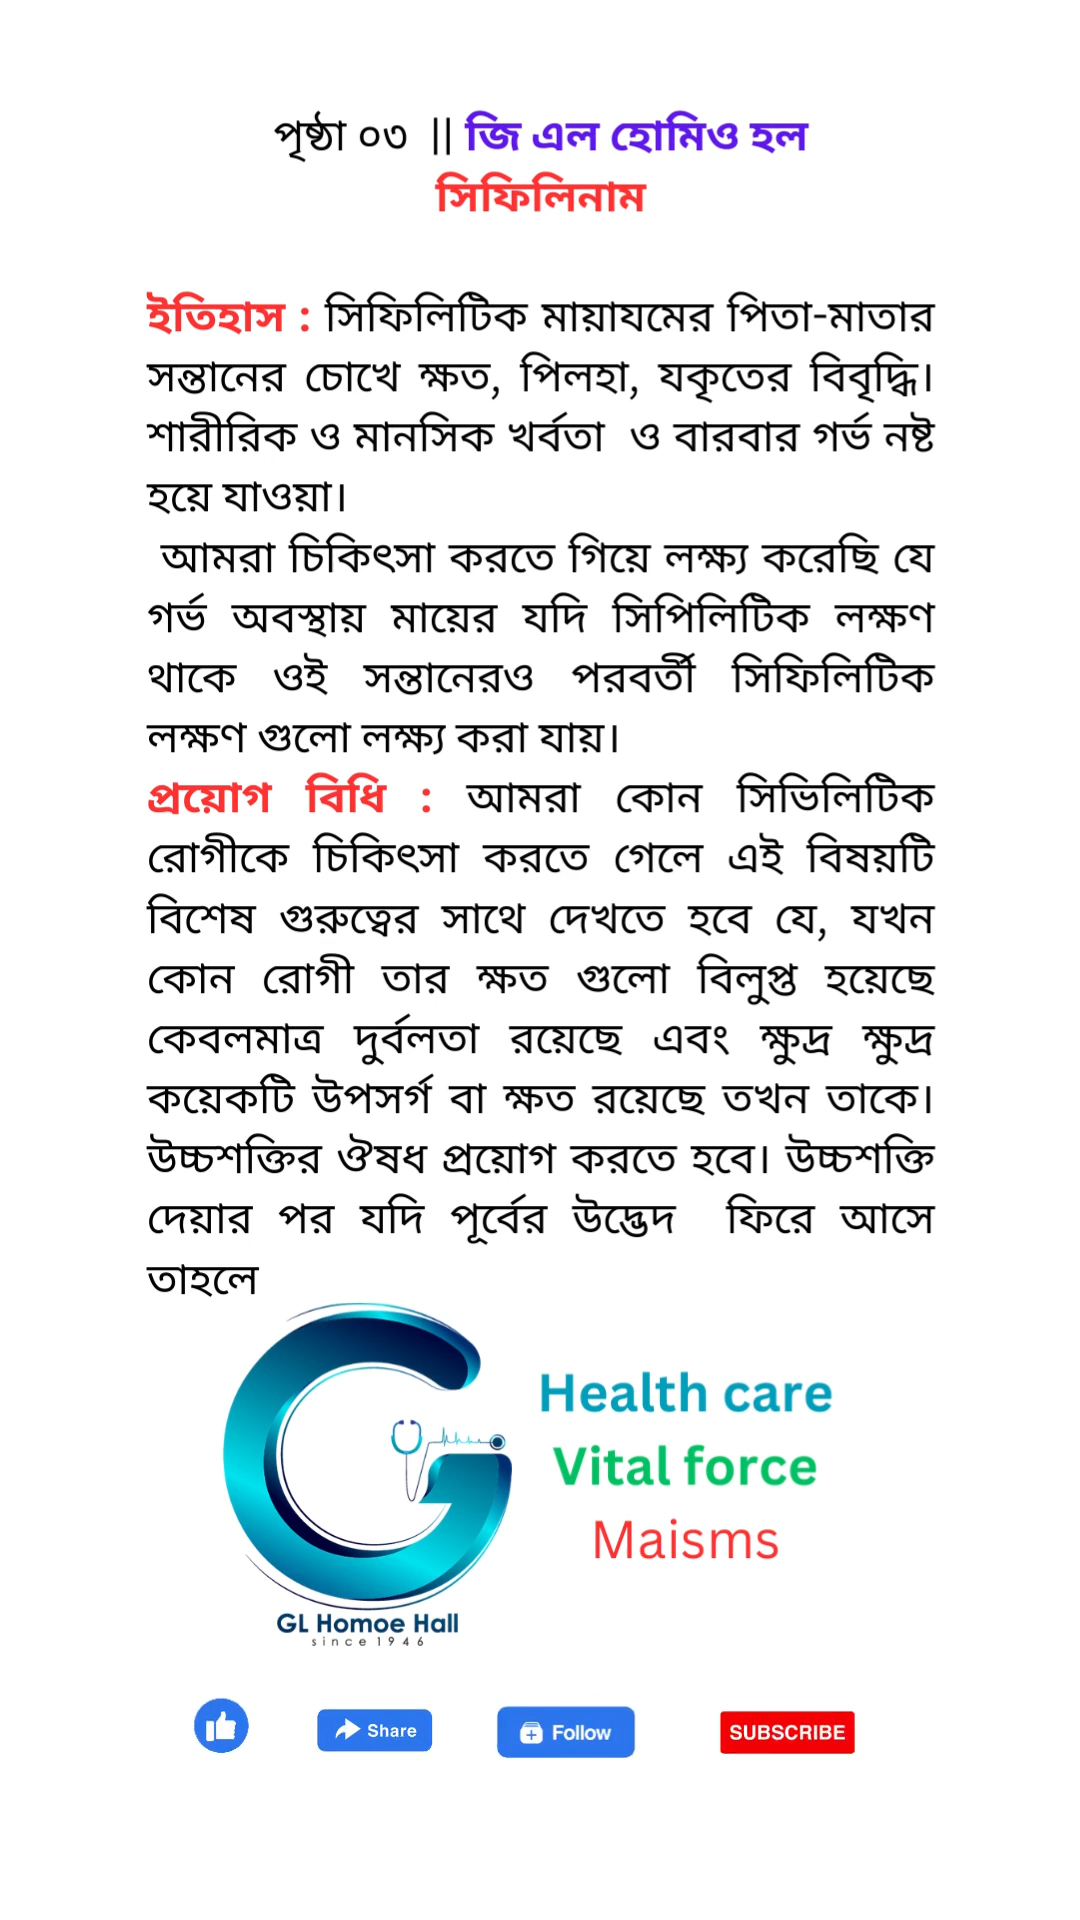 পৃষ্ঠা ০৩ || জি এল হোমিও হল
সিফিলিনাম
ইতিহাস : সিফিলিটিক মায়াযমের পিতা-মাতার
সন্তানের চোখে ক্ষত, পিলহা, যকৃতের বিবৃদ্ধি।
শারীরিক ও মানসিক খর্বতা ও বারবার গর্ভ নষ্ট
হয়ে যাওয়া।
আমরা চিকিৎসা করতে গিয়ে লক্ষ্য করেছি যে
গর্ভ অবস্থায় মায়ের যদি সিপিলিটিক লক্ষণ
থাকে ওই সন্তানেরও পরবর্তী সিফিলিটিক
লক্ষণ গুলো লক্ষ্য করা যায়।
প্রয়োগ বিধি : আমরা কোন সিভিলিটিক
রোগীকে চিকিৎসা করতে গেলে এই বিষয়টি
বিশেষ গুরুত্বের সাথে দেখতে হবে যে, যখন
কোন রোগী তার ক্ষত গুলো বিলুপ্ত হয়েছে
কেবলমাত্র দুর্বলতা রয়েছে এবং ক্ষুদ্র ক্ষুদ্র
কয়েকটি উপসর্গ বা ক্ষত রয়েছে তখন তাকে।
উচ্চশক্তির ঔষধ প্রয়োগ করতে হবে। উচ্চশক্তি
দেয়ার পর যদি পূর্বের উদ্ভেদ ফিরে আসে
তাহলে
Health care
Vital force
Maisms
GL Homoe Hall
since 1946
Share
Follow
SUBSCRIBE